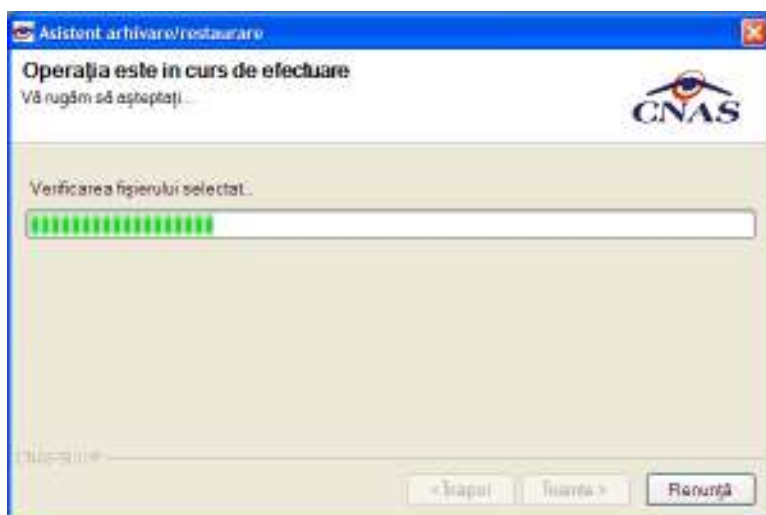 Asistent arhivare/restaurare
Operaţia este in curs de efectuare
Vă rugăm să aşteptaţi...
CNAS
Verificarea fişierului selectat...
< Înapoi
Înainte >
Renunţă